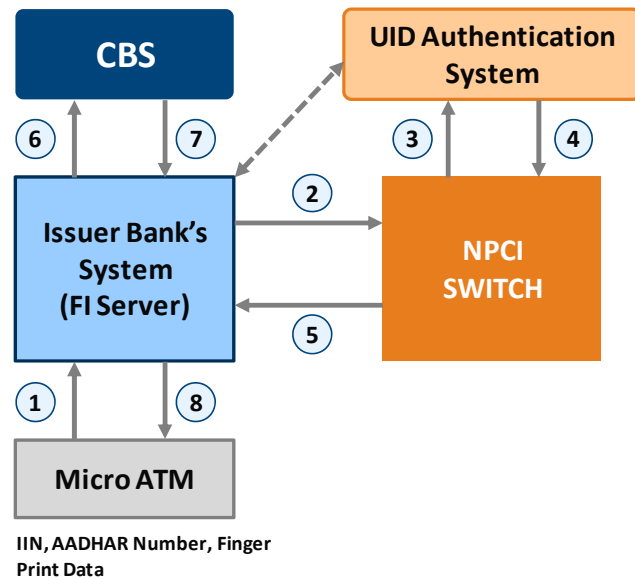 CBS
UID Authentication
System
6
7
3
4
2
Issuer Bank's
System
(FI Server)
NPCI
SWITCH
5
1
8
Micro ATM
IIN, AADHAR Number, Finger
Print Data